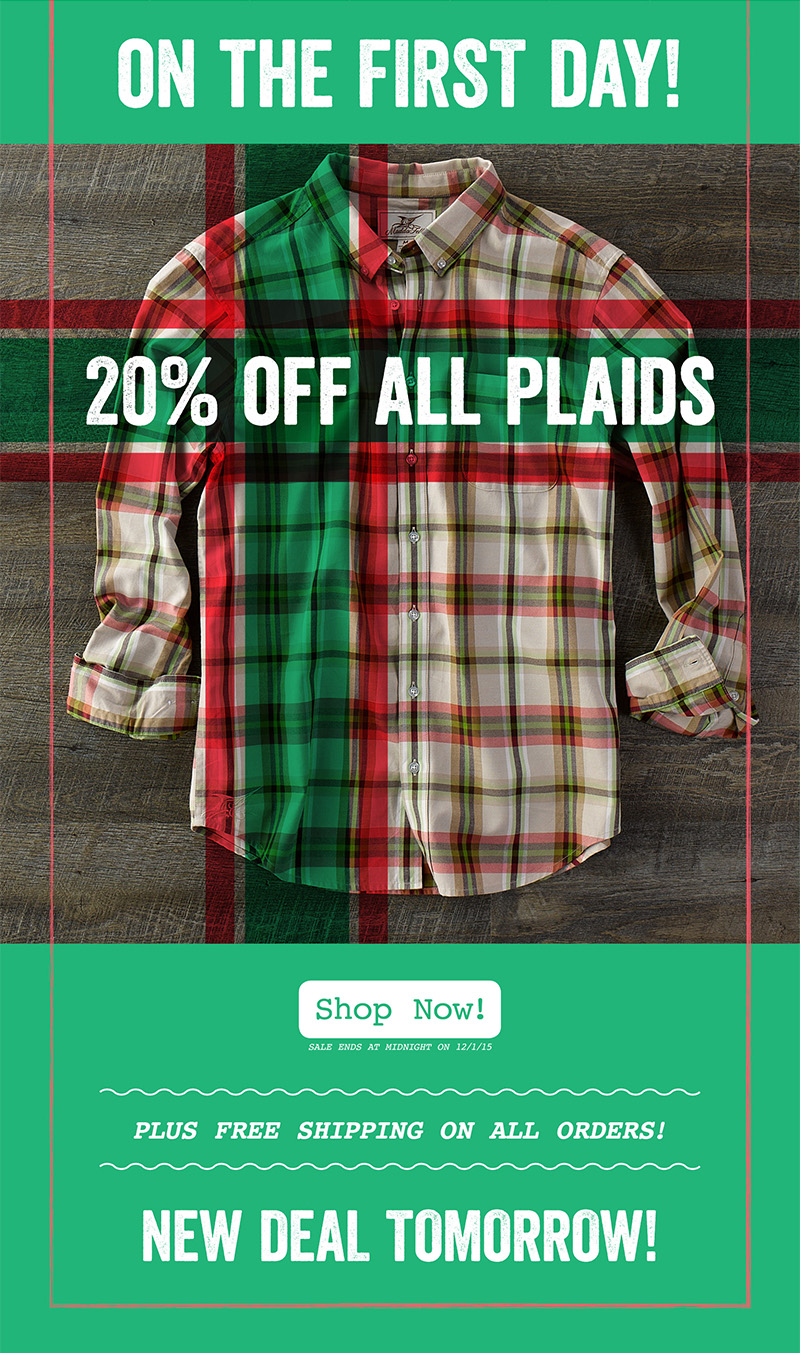 ON THE FIRST DAY!
20% OFF ALL PLAIDS
Shop Now!
SALE ENDS AT MIDNIGHT ON 12/1/15
PLUS FREE SHIPPING ON ALL ORDERS!
NEW DEAL TOMORROW!